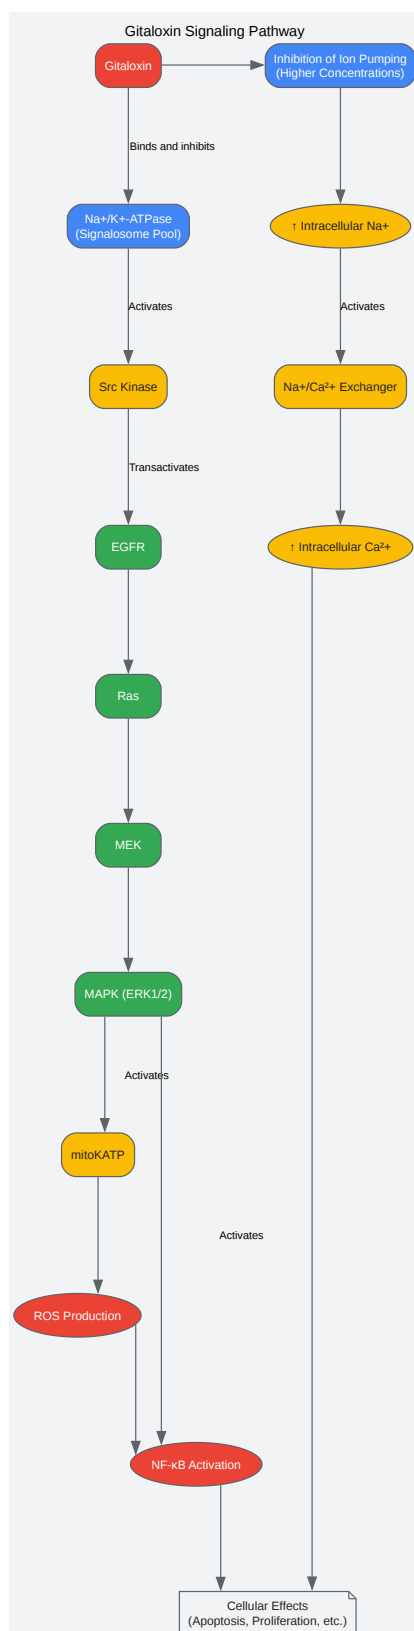 Gitaloxin Signaling Pathway
Gitaloxin
Inhibition of Ion Pumping
(Higher Concentrations)
Binds and inhibits
Na+/K+-ATPase
(Signalosome Pool)
↑ Intracellular Na+
Activates
Activates
Src Kinase
Na+/Ca²+ Exchanger
Transactivates
EGFR
↑ Intracellular Ca²+
Ras
MEK
MAPK (ERK1/2)
Activates
mitoKATP
Activates
ROS Production
NF-κB Activation
Cellular Effects
(Apoptosis, Proliferation, etc.)